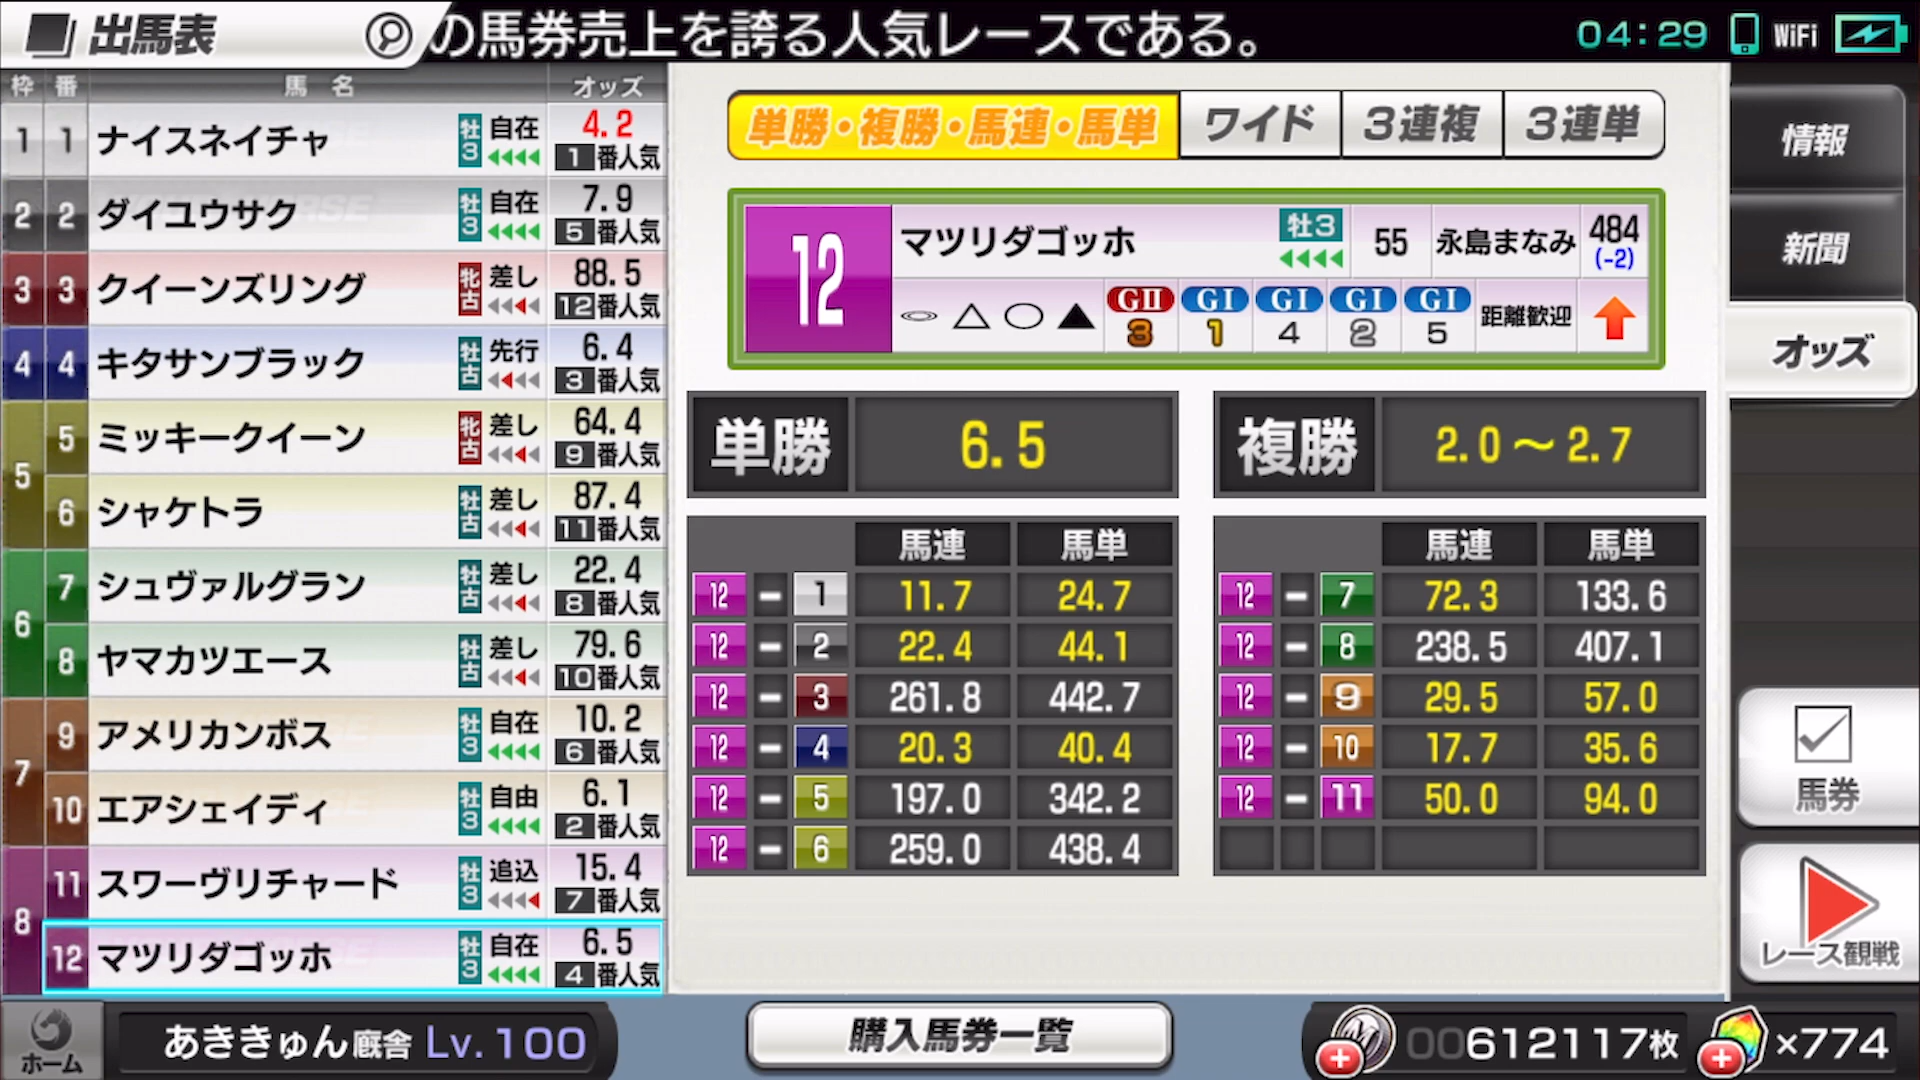 出馬表
の馬券売上を誇る人気レースである。
04:29 WiFi
枠 番 馬名 オッズ
1 1 ナイスネイチャ 牡3 自在 4.2 1番人気
2 2 ダイユウサク 牡3 自在 7.9 5番人気
3 3 クイーンズリング 牝古 差し 88.5 12番人気
4 4 キタサンブラック 牡古 先行 6.4 3番人気
5 5 ミッキークイーン 牝古 差し 64.4 9番人気
6 シャケトラ 牡古 差し 87.4 11番人気
6 7 シュヴァルグラン 牡古 差し 22.4 8番人気
8 ヤマカツエース 牡古 差し 79.6 10番人気
7 9 アメリカンボス 牡3 自在 10.2 6番人気
10 エアシェイディ 牡3 自由 6.1 2番人気
8 11 スワーヴリチャード 牡3 追込 15.4 7番人気
12 マツリダゴッホ 牡3 自在 6.5 4番人気
単勝・複勝・馬連・馬単 ワイド 3連複 3連単
12 マツリダゴッホ 牡3 55 永島まなみ 484 (-2)
◎ △ ○ ▲ GII 3 GI 1 GI 4 GI 2 GI 5 距離歓迎
単勝 6.5
複勝 2.0～2.7
馬連 馬単
12 - 1 11.7 24.7
12 - 2 22.4 44.1
12 - 3 261.8 442.7
12 - 4 20.3 40.4
12 - 5 197.0 342.2
12 - 6 259.0 438.4
馬連 馬単
12 - 7 72.3 133.6
12 - 8 238.5 407.1
12 - 9 29.5 57.0
12 - 10 17.7 35.6
12 - 11 50.0 94.0
情報
新聞
オッズ
馬券
レース観戦
ホーム
あききゅん厩舎 Lv.100
購入馬券一覧
00612117枚
×774